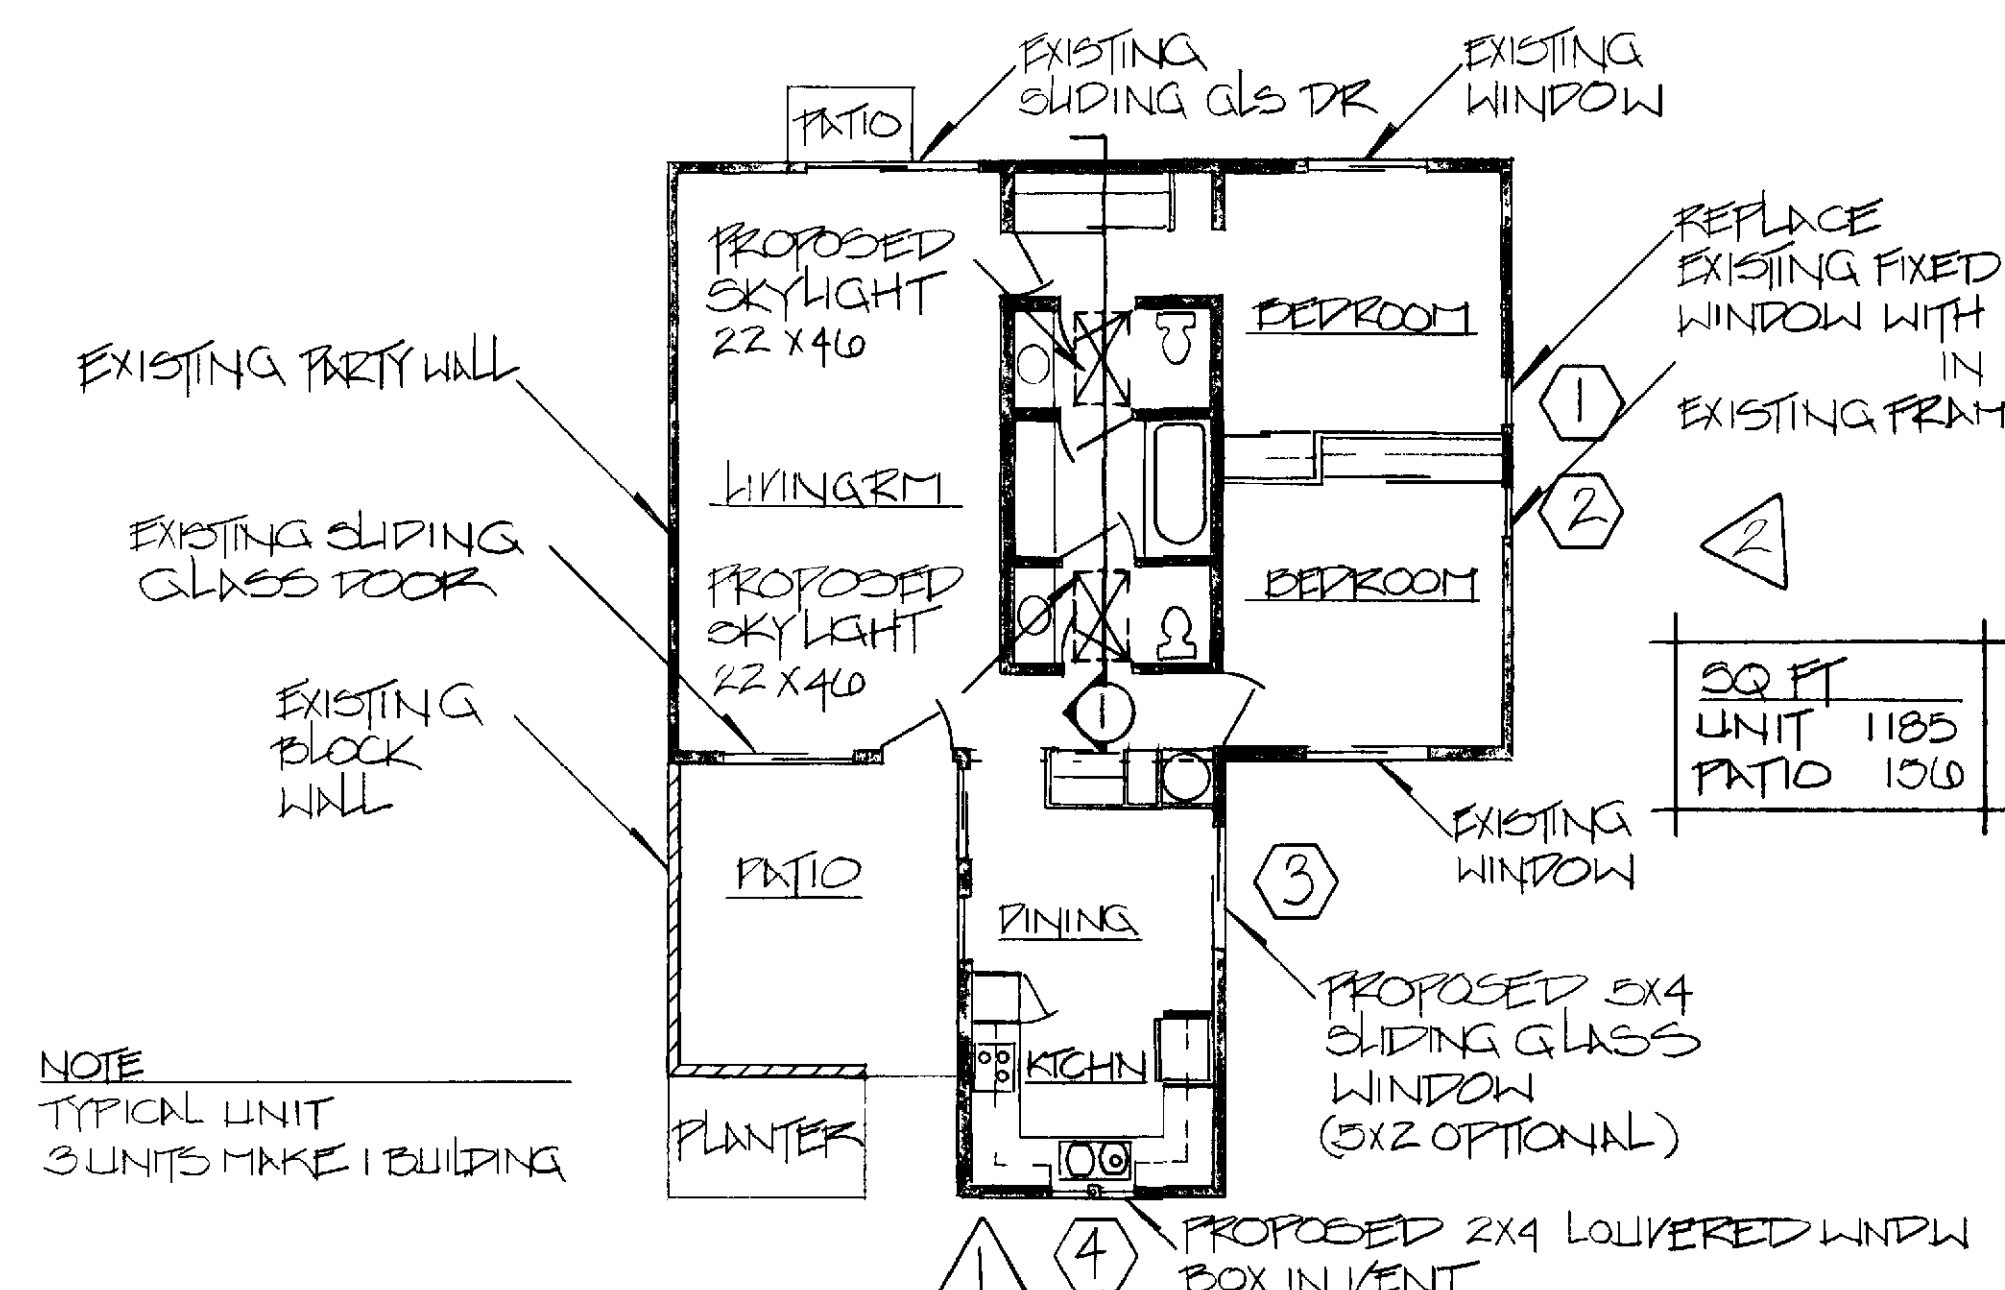 EXISTING
SLIDING GLS DR
EXISTING
WINDOW
PATIO
REPLACE
EXISTING FIXED
WINDOW WITH
IN
EXISTING FRAM
PROPOSED
SKYLIGHT
22 X 46
BEDROOM
EXISTING PARTY WALL
1
LIVING RM
2
EXISTING SLIDING
GLASS DOOR
2
PROPOSED
SKYLIGHT
22 X 46
BEDROOM
EXISTING
BLOCK
WALL
1
SQ FT
UNIT 1185
PATIO 156
EXISTING
WINDOW
PATIO
3
DINING
PROPOSED 5X4
SLIDING GLASS
WINDOW
(5X2 OPTIONAL)
KTCHN
NOTE
TYPICAL UNIT
3 UNITS MAKE 1 BUILDING
PLANTER
1
4
PROPOSED 2X4 LOUVERED WNDW
BOX IN VENT